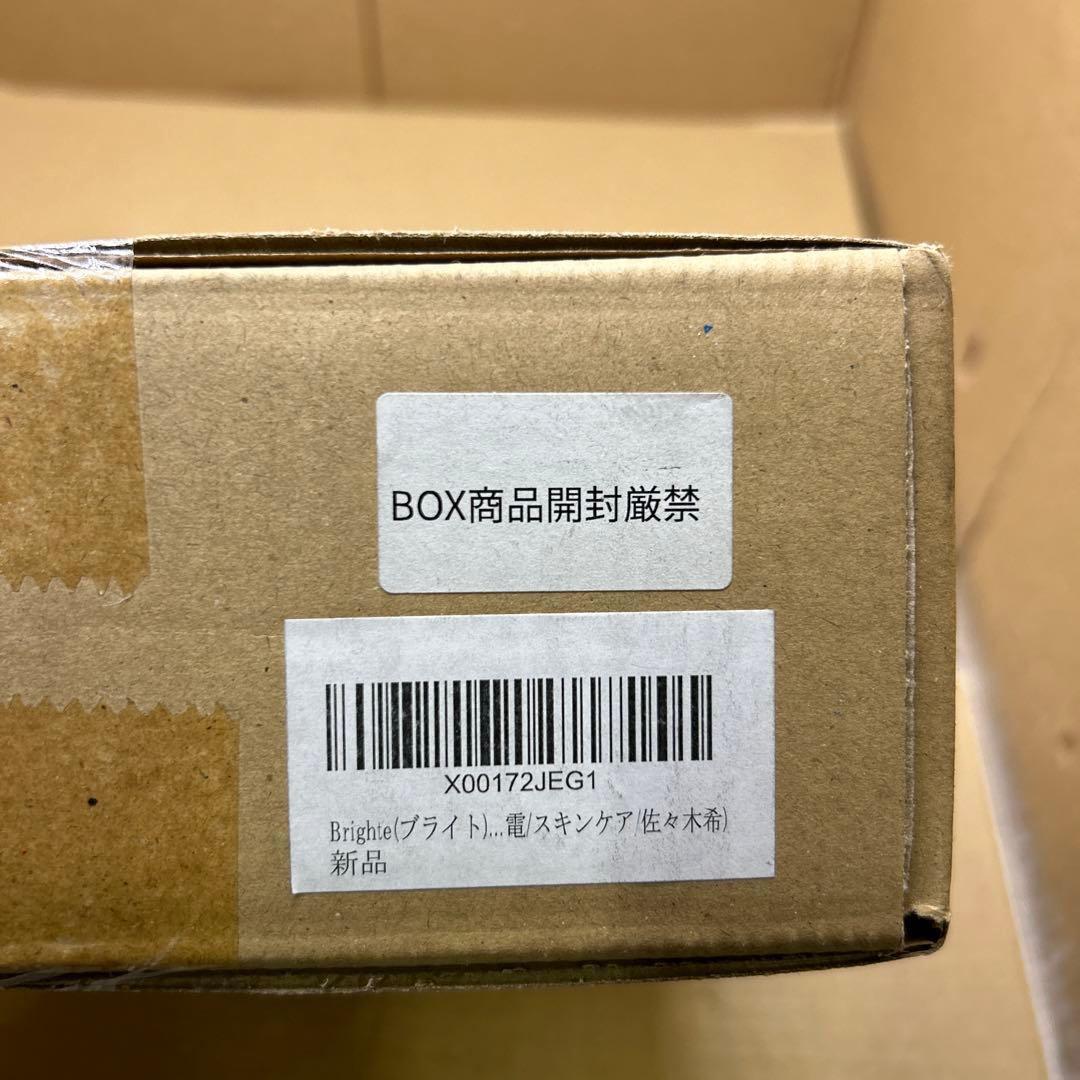 BOX商品開封厳禁
X00172JEG1
Brighte(ブライト)...電/スキンケア/佐々木希)
新品